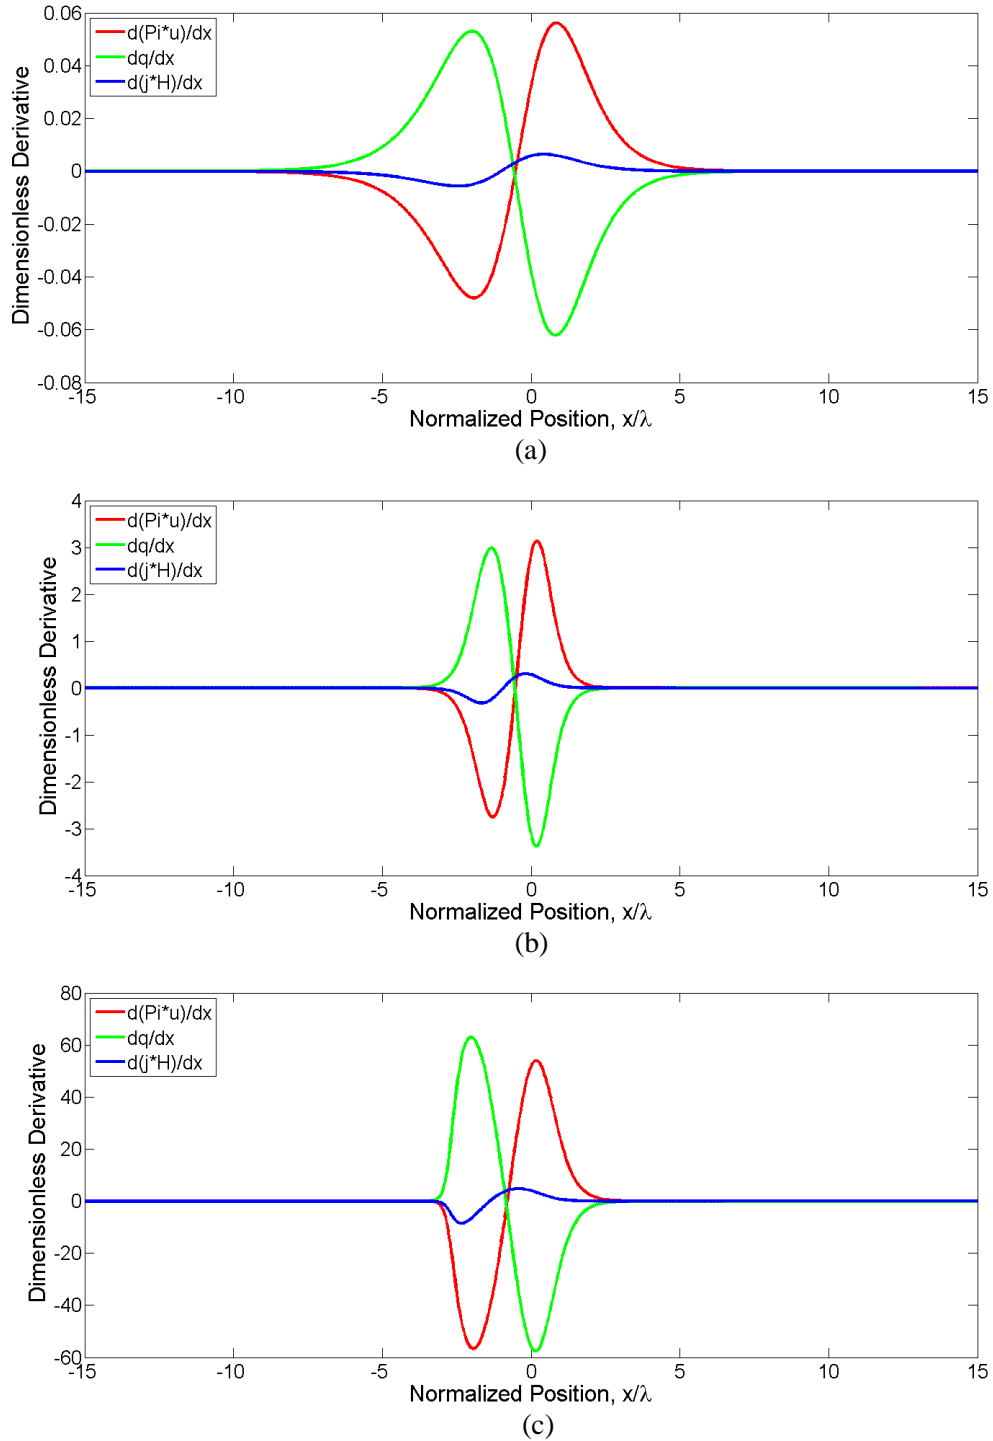 0.06
0.04
0.02
0
-0.02
-0.04
-0.06
-0.08
Dimensionless Derivative
d(Pi*u)/dx
dq/dx
d(j*H)/dx
-15 -10 -5 0 5 10 15
Normalized Position, x/λ
(a)
4
3
2
1
0
-1
-2
-3
-4
Dimensionless Derivative
d(Pi*u)/dx
dq/dx
d(j*H)/dx
-15 -10 -5 0 5 10 15
Normalized Position, x/λ
(b)
80
60
40
20
0
-20
-40
-60
Dimensionless Derivative
d(Pi*u)/dx
dq/dx
d(j*H)/dx
-15 -10 -5 0 5 10 15
Normalized Position, x/λ
(c)